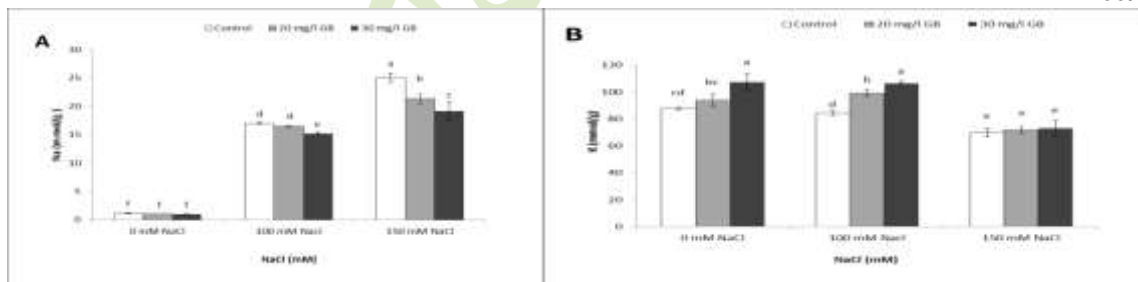 A
Control 20 mg/l GB 30 mg/l GB
30
25
20
15
10
5
0
a
b
c
d d e
f f f
0 mM NaCl 100 mM Nacl 150 mM NaCl
NaCl (mM)
B
Control 20 mg/l GB 30 mg/l GB
120
100
80
60
40
20
0
cd bc a
d b a
e e e
0 mM NaCl 100 mM Nacl 150 mM NaCl
NaCl (mM)